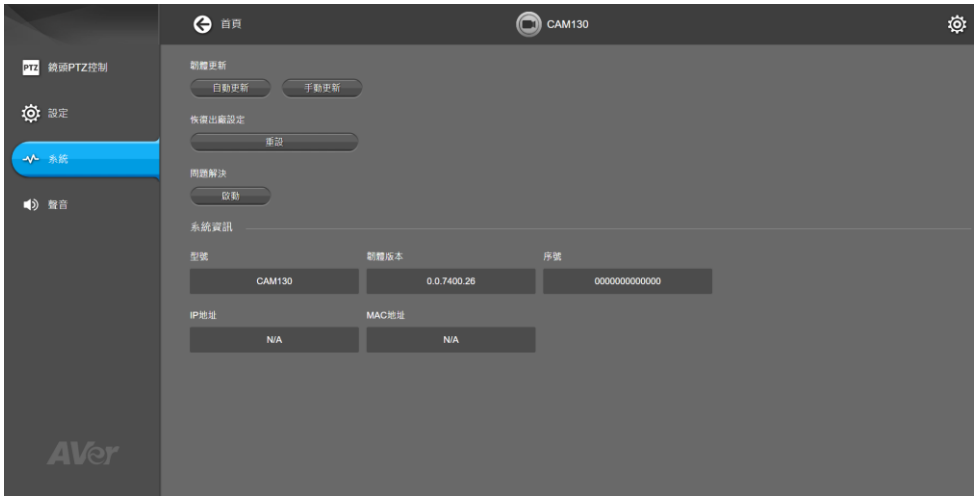 首頁
CAM130
PTZ 鏡頭PTZ控制
設定
系統
聲音
韌體更新
自動更新 手動更新
恢復出廠設定
重設
問題解決
啟動
系統資訊
型號 韌體版本 序號
CAM130 0.0.7400.26 0000000000000
IP地址 MAC地址
N/A N/A
AVer